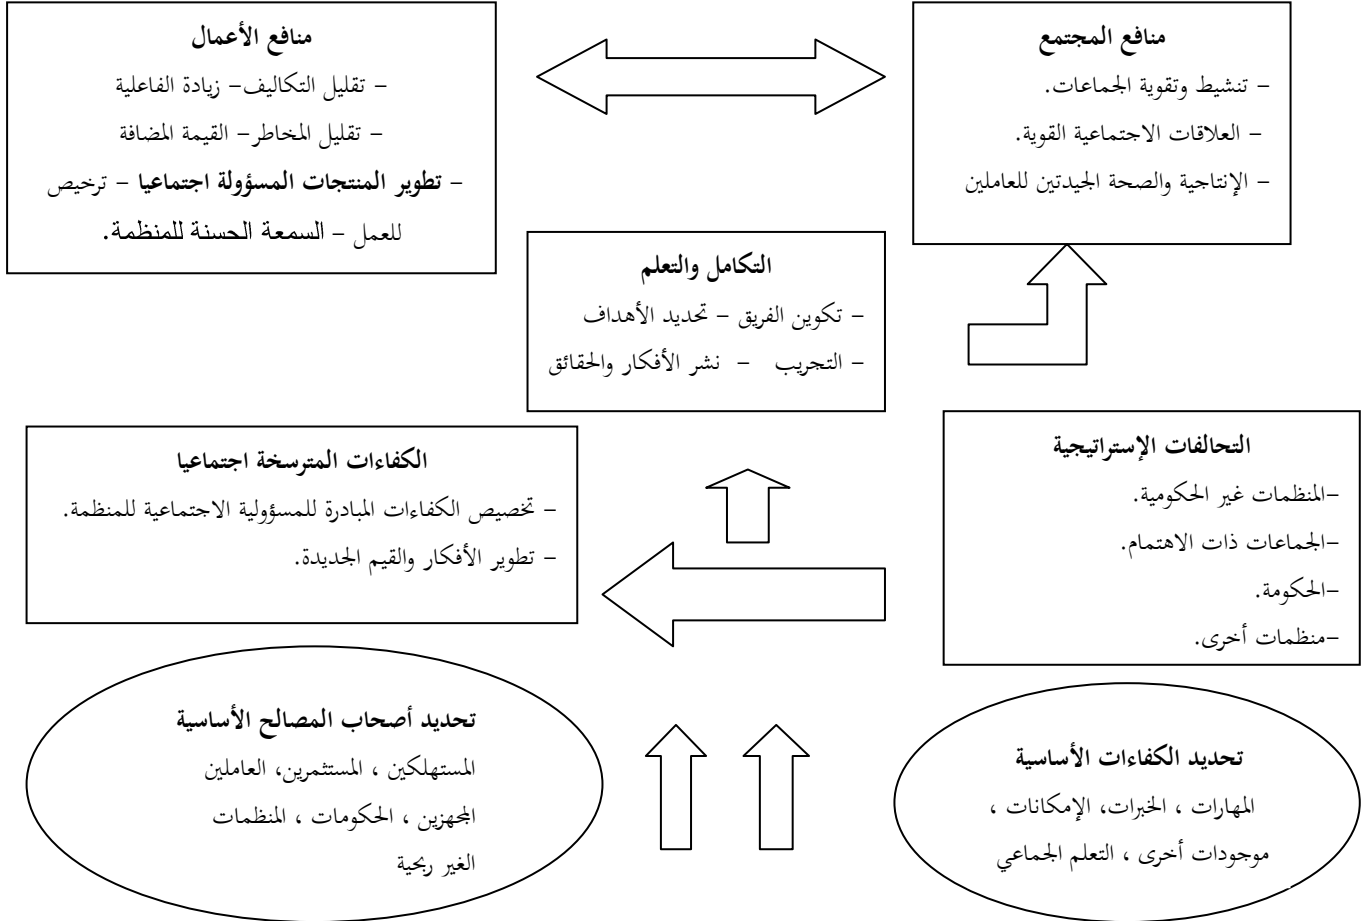 منافع المجتمع
– تنشيط وتقوية الجماعات.
– العلاقات الاجتماعية القوية.
– الإنتاجية والصحة الجيدتين للعاملين
منافع الأعمال
– تقليل التكاليف– زيادة الفاعلية
– تقليل المخاطر– القيمة المضافة
– تطوير المنتجات المسؤولة اجتماعيا – ترخيص
للعمل – السمعة الحسنة للمنظمة.
التكامل والتعلم
– تكوين الفريق – تحديد الأهداف
– التجريب – نشر الأفكار والحقائق
التحالفات الإستراتيجية
–المنظمات غير الحكومية.
–الجماعات ذات الاهتمام.
–الحكومة.
–منظمات أخرى.
الكفاءات المترسخة اجتماعيا
– تخصيص الكفاءات المبادرة للمسؤولية الاجتماعية للمنظمة.
– تطوير الأفكار والقيم الجديدة.
تحديد الكفاءات الأساسية
المهارات ، الخبرات، الإمكانات ،
موجودات أخرى ، التعلم الجماعي
تحديد أصحاب المصالح الأساسية
المستهلكين ، المستثمرين، العاملين
المجهزين ، الحكومات ، المنظمات
الغير ربحية